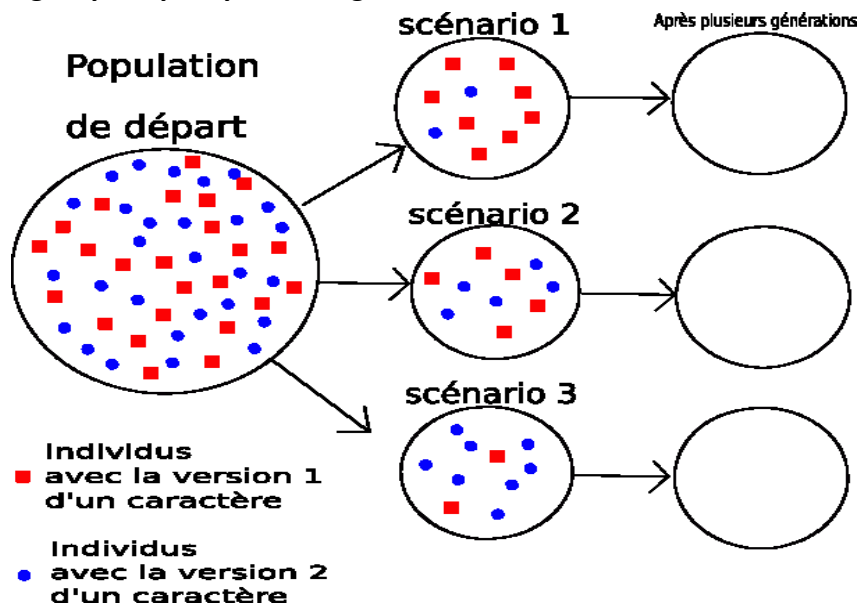 scénario 1
Après plusieurs générations
Population
de départ
scénario 2
scénario 3
Individus
avec la version 1
d'un caractère
Individus
avec la version 2
d'un caractère